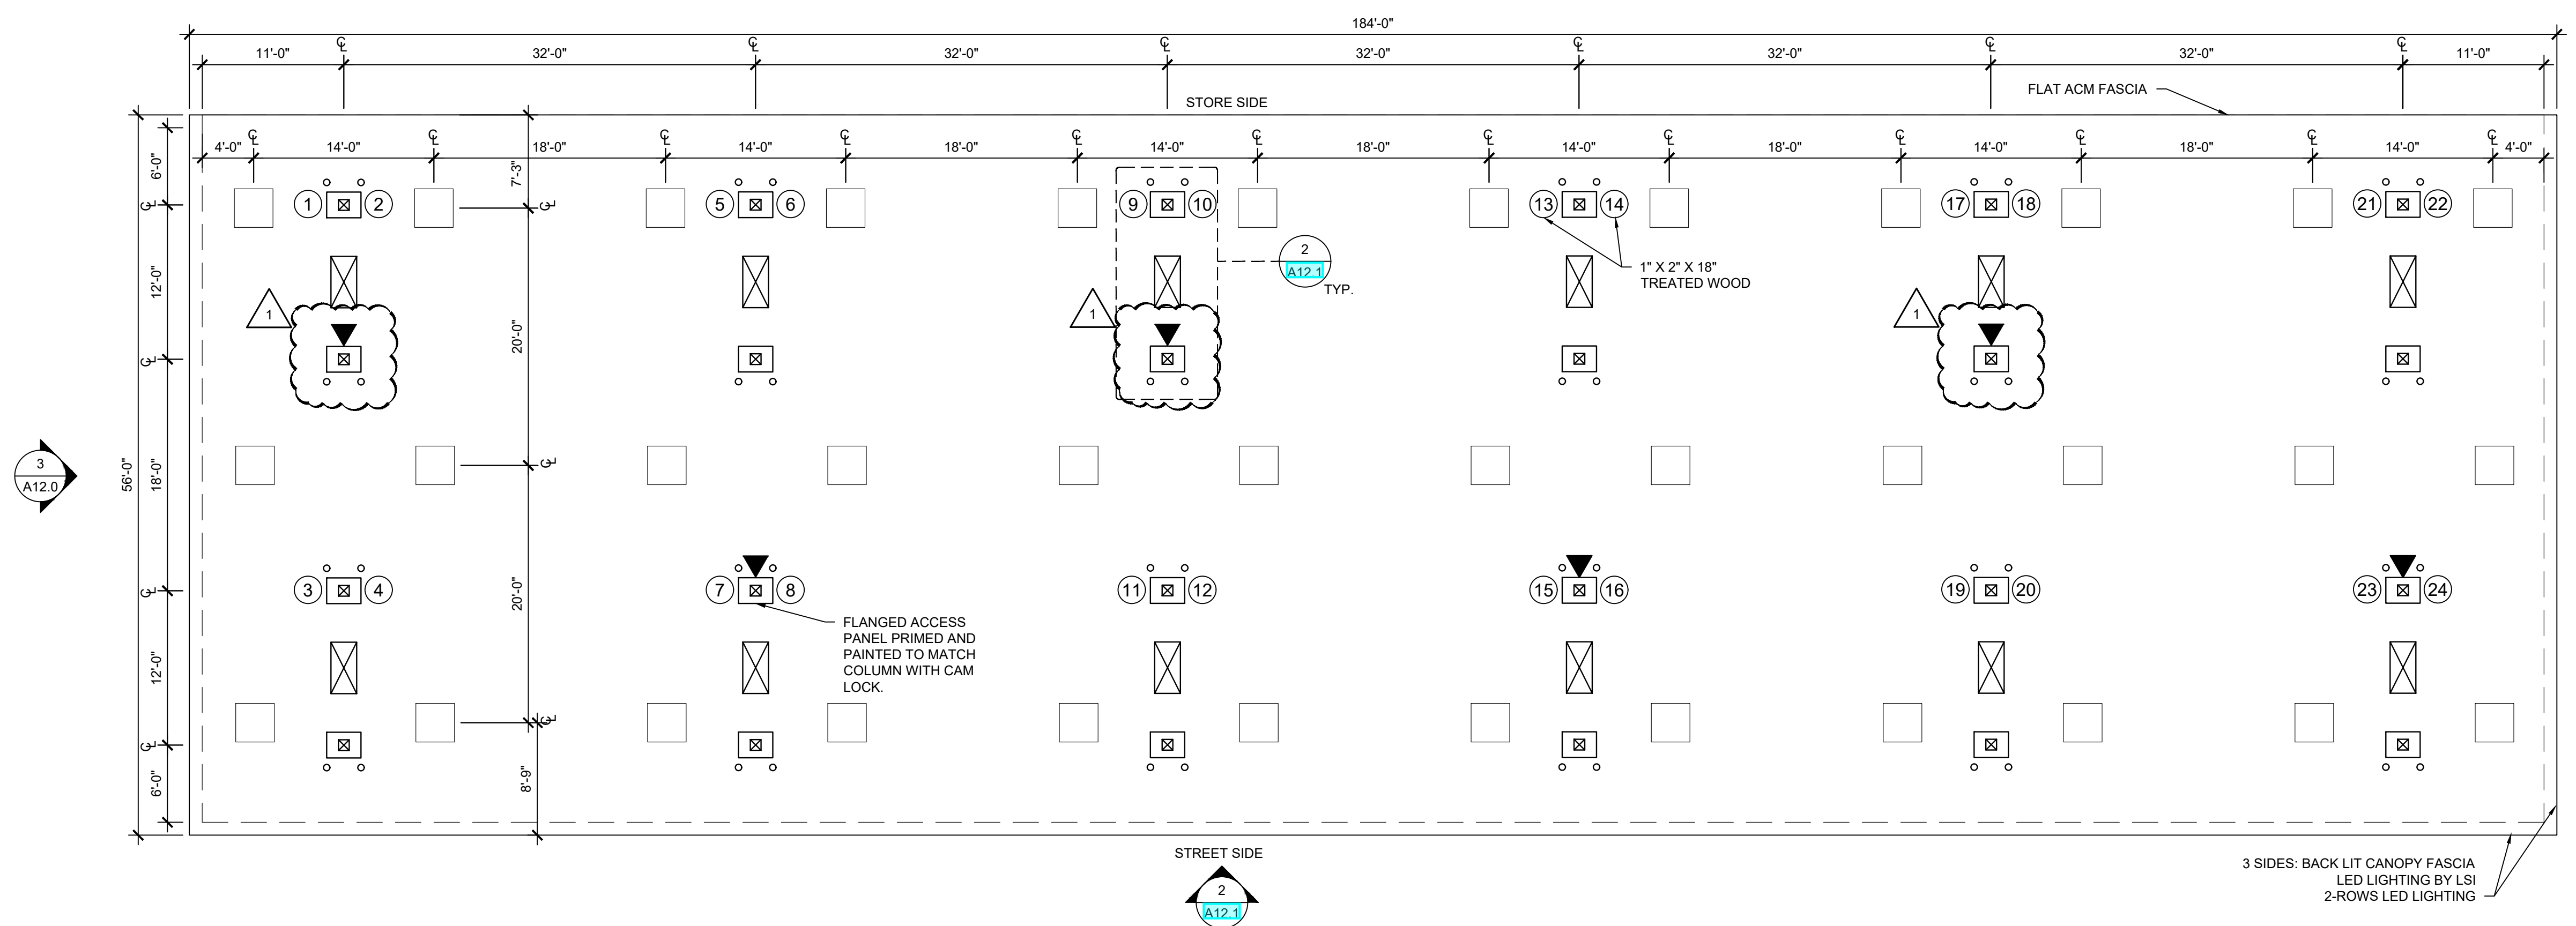 184'-0"
11'-0" ℄ 32'-0" ℄ 32'-0" ℄ 32'-0" ℄ 32'-0" ℄ 32'-0" ℄ 11'-0"
STORE SIDE
FLAT ACM FASCIA
℄ ℄ ℄ ℄ ℄ ℄ ℄ ℄ ℄ ℄ ℄ ℄
4'-0" 14'-0" 18'-0" 14'-0" 18'-0" 14'-0" 18'-0" 14'-0" 18'-0" 14'-0" 18'-0" 14'-0" 4'-0"
6'-0"
7'-3"
℄ 1 2 ℄ 5 6 9 10 13 14 17 18 21 22
2
A12.1
TYP.
1" X 2" X 18"
TREATED WOOD
12'-0"
1 1 1
20'-0"
℄
℄
3
A12.0
56'-0"
18'-0"
20'-0"
℄ 3 4 7 8 11 12 15 16 19 20 23 24
FLANGED ACCESS
PANEL PRIMED AND
PAINTED TO MATCH
COLUMN WITH CAM
LOCK.
12'-0"
℄
℄
6'-0"
8'-9"
STREET SIDE
2
A12.1
3 SIDES: BACK LIT CANOPY FASCIA
LED LIGHTING BY LSI
2-ROWS LED LIGHTING